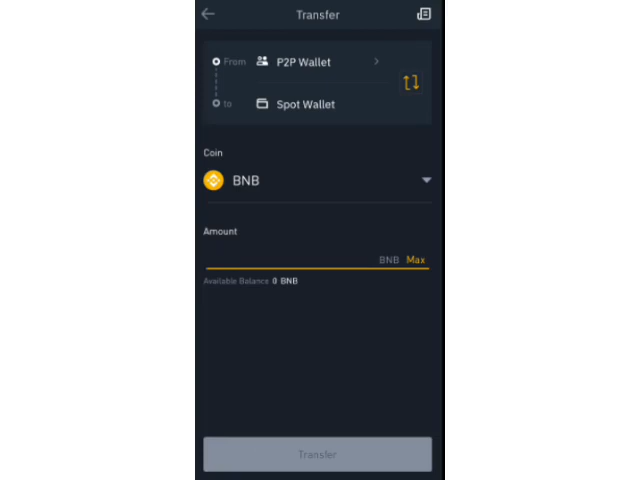 Transfer
From P2P Wallet
to Spot Wallet
Coin
BNB
Amount
BNB Max
Available Balance 0 BNB
Transfer